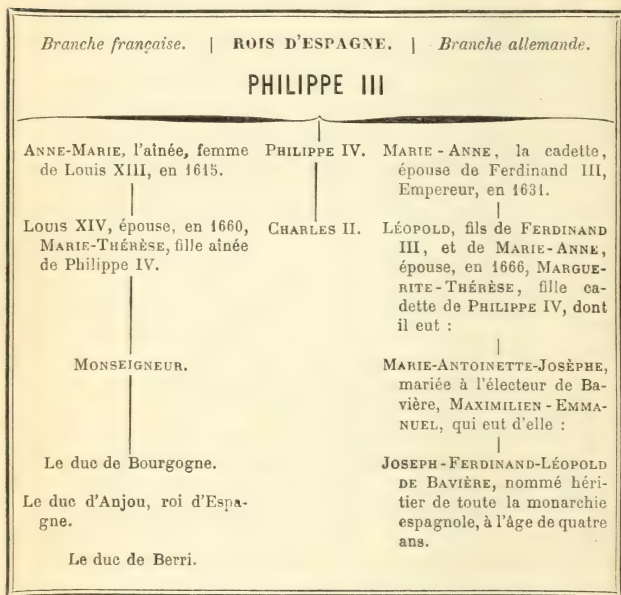 Branche française. | ROIS D'ESPAGNE. | Branche allemande.
PHILIPPE III
ANNE-MARIE, l'aînée, femme
de Louis XIII, en 1615.
LOUIS XIV, épouse, en 1660,
MARIE-THÉRÈSE, fille aînée
de Philippe IV.
MONSEIGNEUR.
Le duc de Bourgogne.
Le duc d'Anjou, roi d'Espa-
gne.
Le duc de Berri.
PHILIPPE IV.
CHARLES II.
MARIE-ANNE, la cadette,
épouse de Ferdinand III,
Empereur, en 1631.
LÉOPOLD, fils de FERDINAND
III, et de MARIE-ANNE,
épouse, en 1666, MARGUE-
RITE-THÉRÈSE, fille ca-
dette de PHILIPPE IV, dont
il eut :
MARIE-ANTOINETTE-JOSÈPHE,
mariée à l'électeur de Ba-
vière, MAXIMILIEN-EMMA-
NUEL, qui eut d'elle :
JOSEPH-FERDINAND-LÉOPOLD
DE BAVIÈRE, nommé héri-
tier de toute la monarchie
espagnole, à l'âge de quatre
ans.